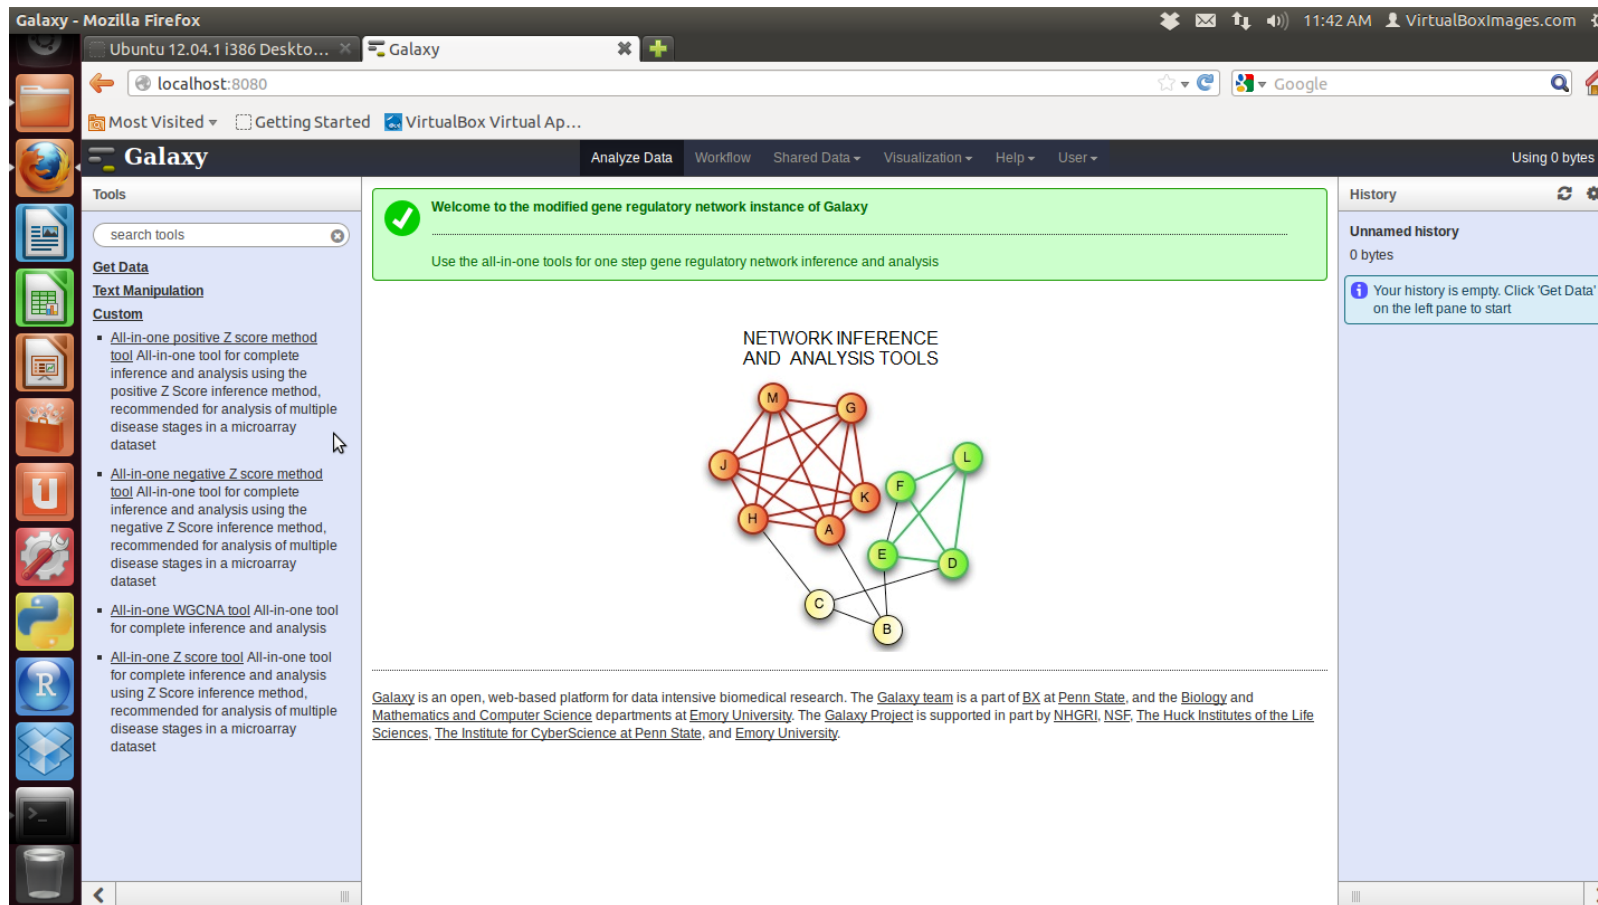 Galaxy - Mozilla Firefox
11:42 AM
VirtualBoxImages.com
Ubuntu 12.04.1 i386 Deskto...
Galaxy
localhost:8080
Google
Most Visited
Getting Started
VirtualBox Virtual Ap...
Galaxy
Analyze Data
Workflow
Shared Data
Visualization
Help
User
Using 0 bytes
Tools
search tools
Get Data
Text Manipulation
Custom
All-in-one positive Z score method
tool All-in-one tool for complete
inference and analysis using the
positive Z Score inference method,
recommended for analysis of multiple
disease stages in a microarray
dataset
All-in-one negative Z score method
tool All-in-one tool for complete
inference and analysis using the
negative Z Score inference method,
recommended for analysis of multiple
disease stages in a microarray
dataset
All-in-one WGCNA tool All-in-one tool
for complete inference and analysis
All-in-one Z score tool All-in-one tool
for complete inference and analysis
using Z Score inference method,
recommended for analysis of multiple
disease stages in a microarray
dataset
Welcome to the modified gene regulatory network instance of Galaxy
Use the all-in-one tools for one step gene regulatory network inference and analysis
NETWORK INFERENCE
AND ANALYSIS TOOLS
M
G
J
L
F
K
H
A
E
D
C
B
Galaxy is an open, web-based platform for data intensive biomedical research. The Galaxy team is a part of BX at Penn State, and the Biology and
Mathematics and Computer Science departments at Emory University. The Galaxy Project is supported in part by NHGRI, NSF, The Huck Institutes of the Life
Sciences, The Institute for CyberScience at Penn State, and Emory University.
History
Unnamed history
0 bytes
Your history is empty. Click 'Get Data'
on the left pane to start
R